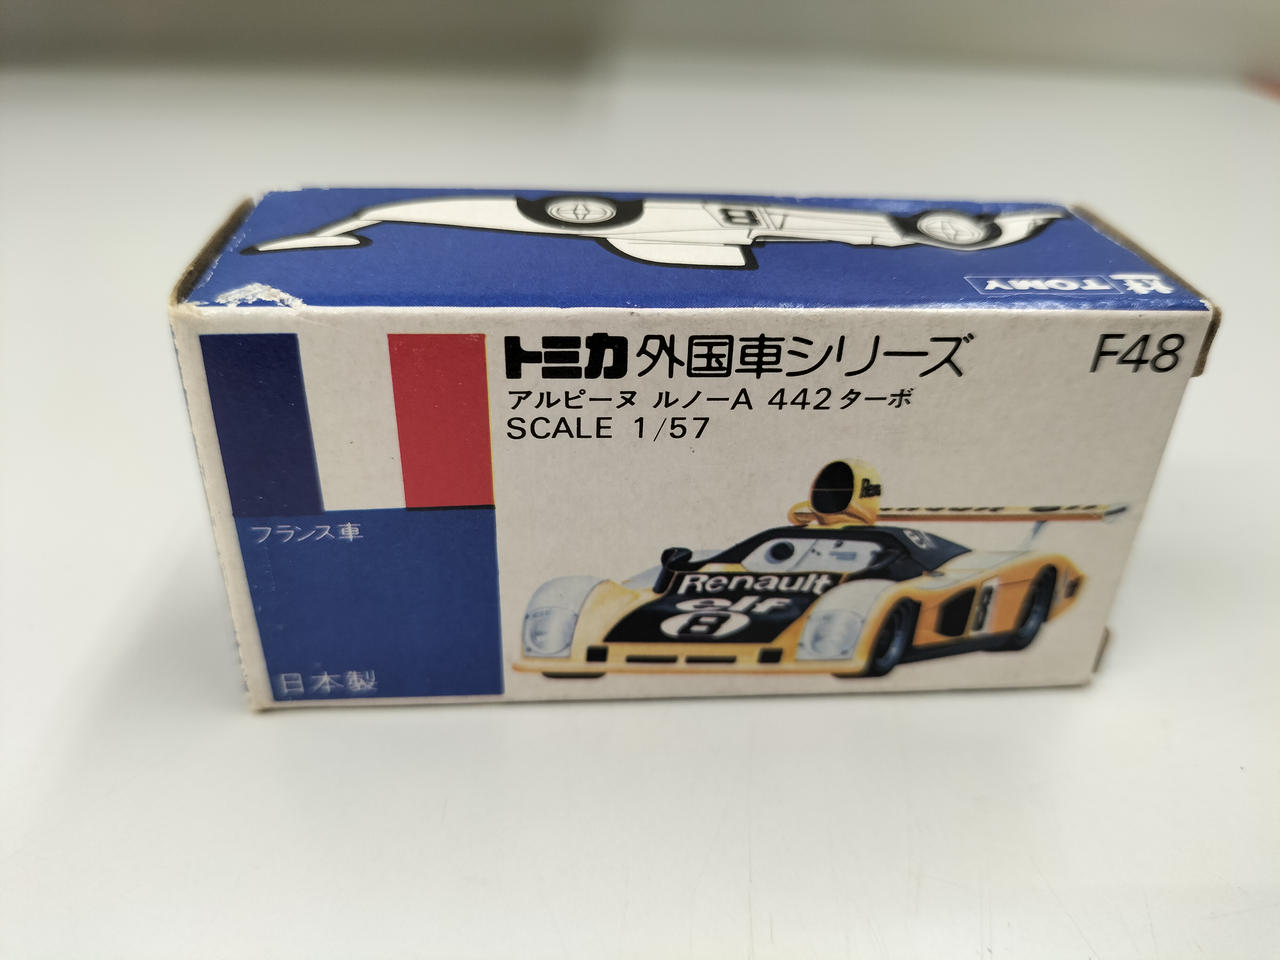 8
TOMY
トミカ 外国車シリーズ F48
アルピーヌ ルノーA 442ターボ
SCALE 1/57
フランス車
日本製
Renault
elf
8
8